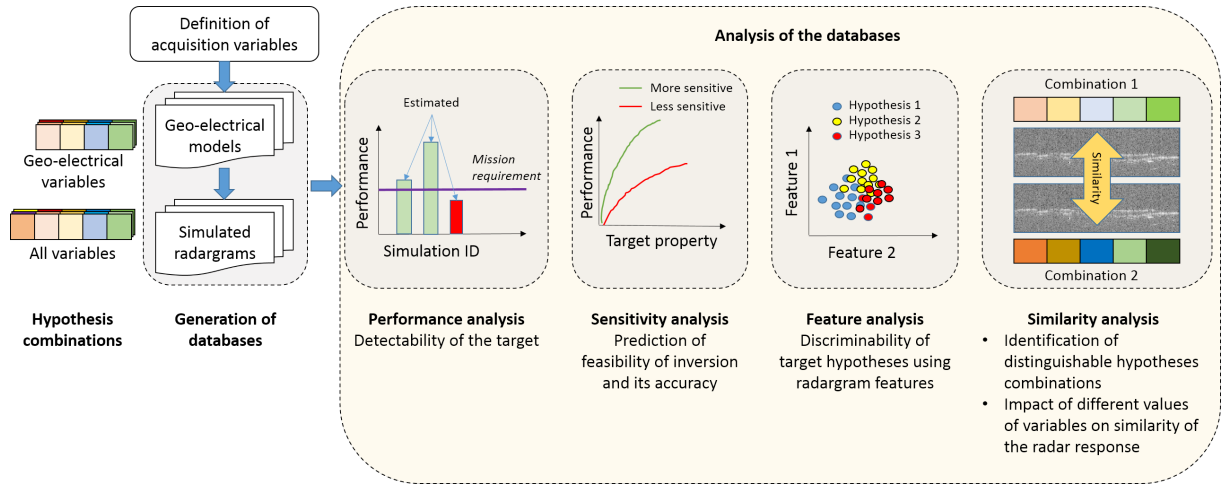 Definition of
acquisition variables
Geo-electrical
models
Simulated
radargrams
Geo-electrical
variables
All variables
Hypothesis
combinations
Generation of
databases
Analysis of the databases
Estimated
Mission
requirement
Performance
Simulation ID
Performance analysis
Detectability of the target
More sensitive
Less sensitive
Performance
Target property
Sensitivity analysis
Prediction of
feasibility of inversion
and its accuracy
Hypothesis 1
Hypothesis 2
Hypothesis 3
Feature 1
Feature 2
Feature analysis
Discriminability of
target hypotheses using
radargram features
Combination 1
Similarity
Combination 2
Similarity analysis
• Identification of
distinguishable hypotheses
combinations
• Impact of different values
of variables on similarity of
the radar response